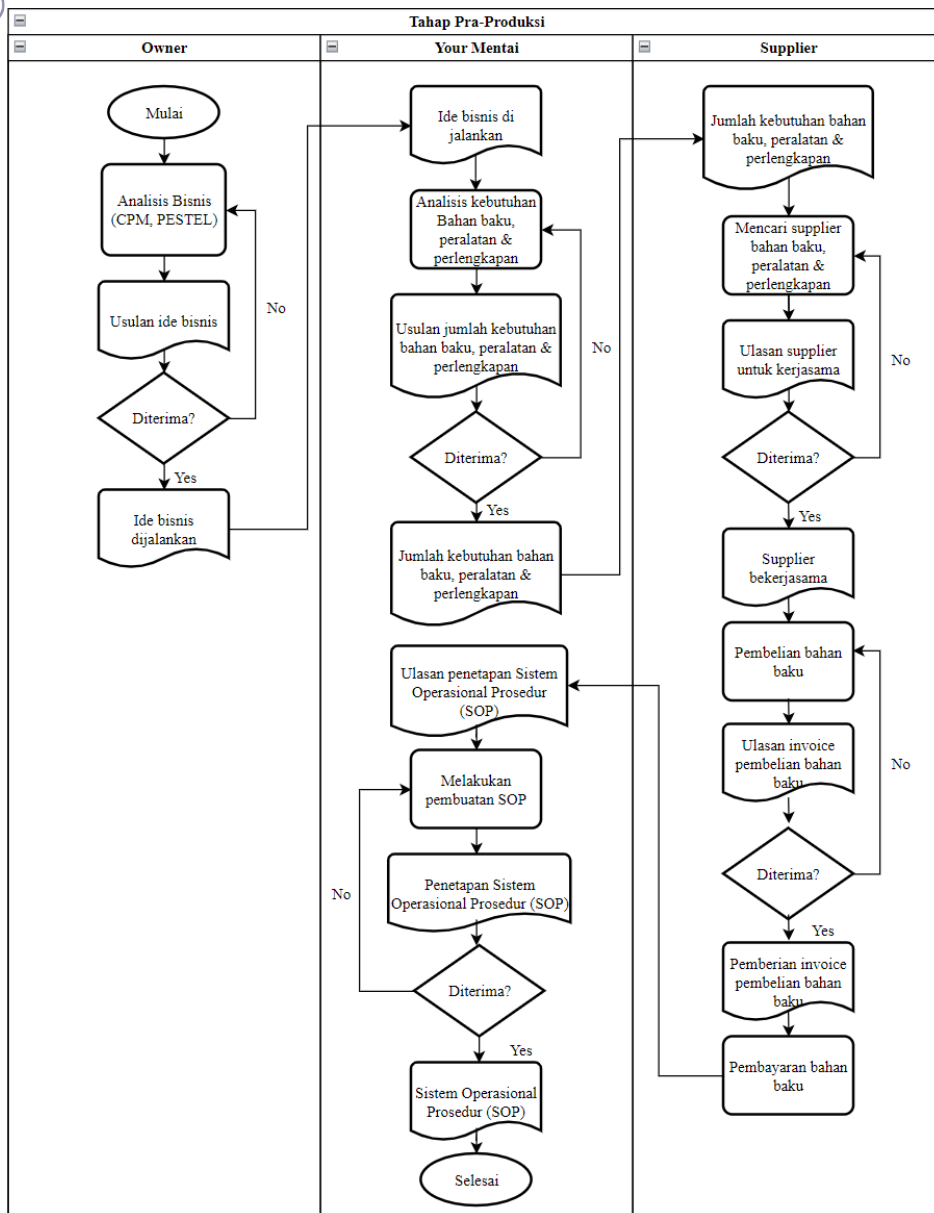 Tahap Pra-Produksi
Owner
Your Mentai
Supplier
Mulai
Analisis Bisnis
(CPM, PESTEL)
Usulan ide bisnis
No
Diterima?
Yes
Ide bisnis
dijalankan
Ide bisnis di
jalankan
Analisis kebutuhan
Bahan baku,
peralatan &
perlengkapan
Usulan jumlah kebutuhan
bahan baku, peralatan &
perlengkapan
No
Diterima?
Yes
Jumlah kebutuhan bahan
baku, peralatan &
perlengkapan
Jumlah kebutuhan bahan
baku, peralatan &
perlengkapan
Mencari supplier
bahan baku,
peralatan &
perlengkapan
Ulasan supplier
untuk kerjasama
No
Diterima?
Yes
Supplier
bekerjasama
Pembelian bahan
baku
Ulasan invoice
pembelian bahan
baku
No
Diterima?
Yes
Pemberian invoice
pembelian bahan
baku
Pembayaran bahan
baku
Ulasan penetapan Sistem
Operasional Prosedur
(SOP)
Melakukan
pembuatan SOP
Penetapan Sistem
Operasional Prosedur (SOP)
No
Diterima?
Yes
Sistem Operasional
Prosedur (SOP)
Selesai